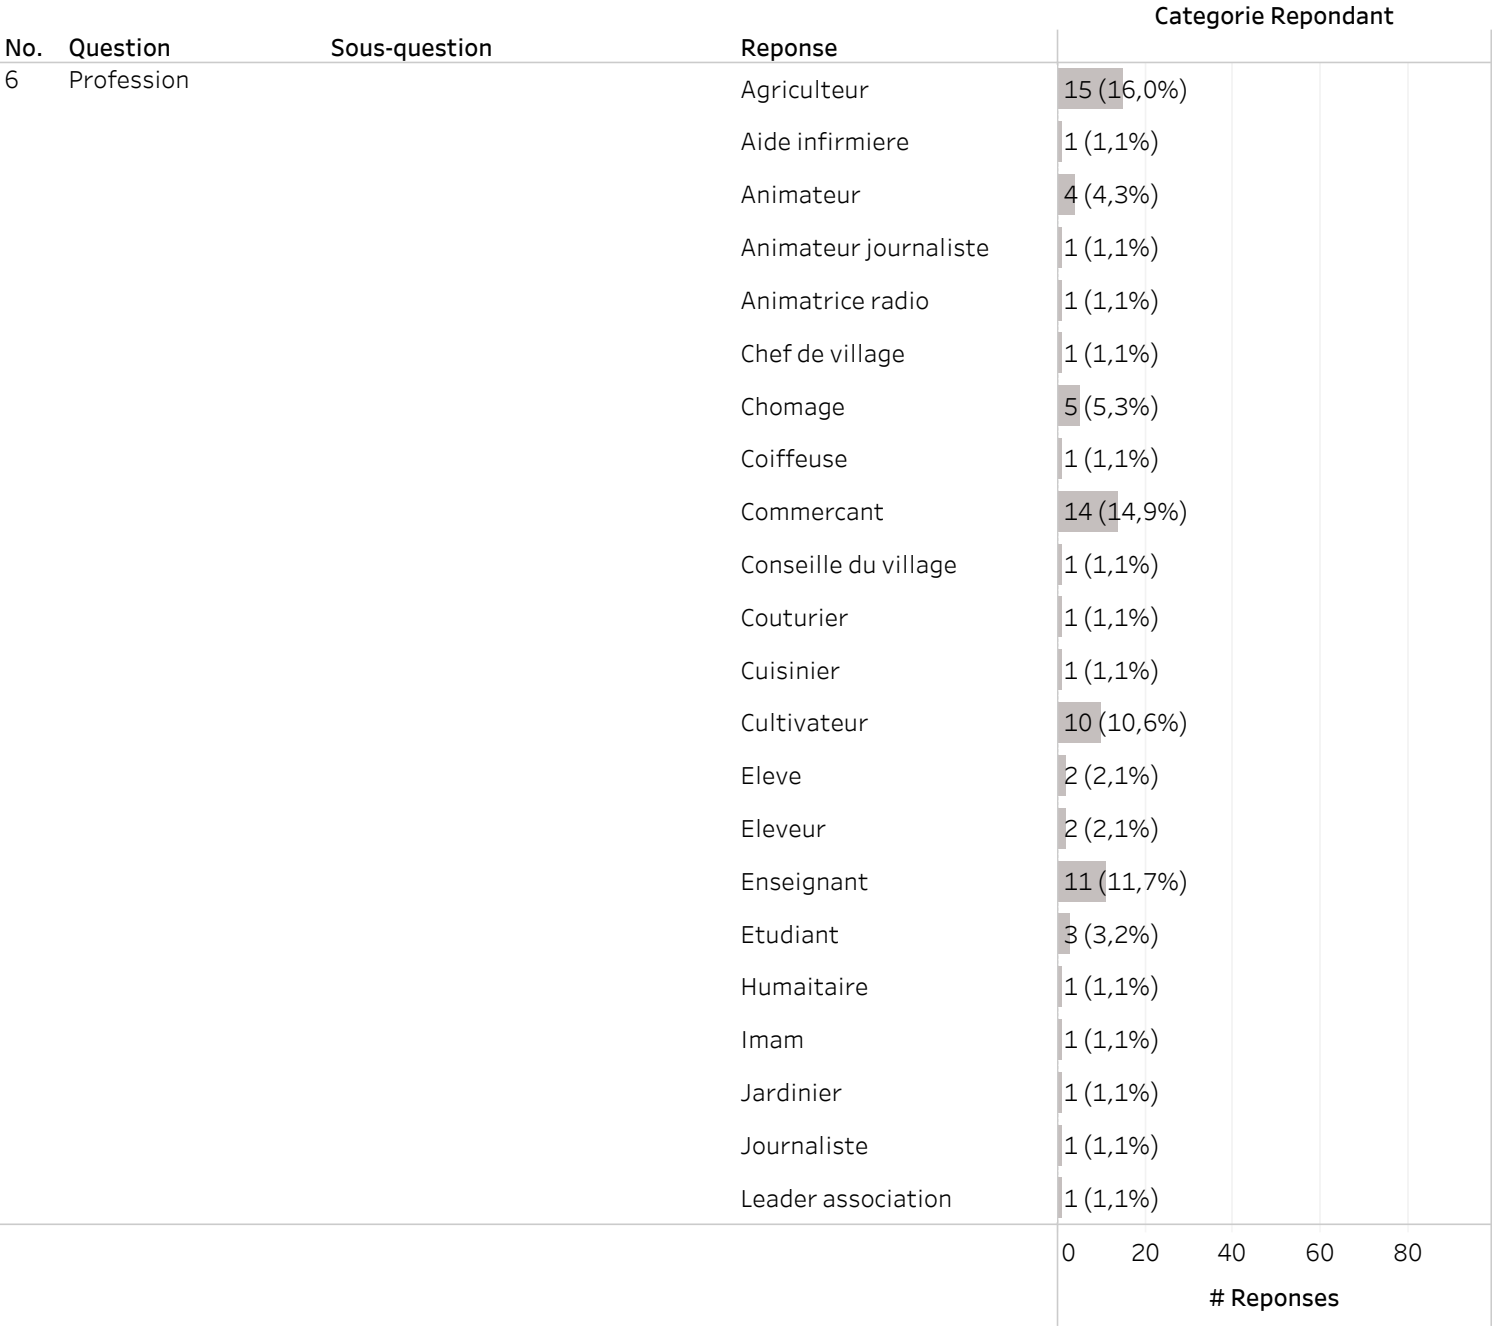 Categorie Repondant
No. Question Sous-question Reponse
6 Profession
Agriculteur 15 (16,0%)
Aide infirmiere 1 (1,1%)
Animateur 4 (4,3%)
Animateur journaliste 1 (1,1%)
Animatrice radio 1 (1,1%)
Chef de village 1 (1,1%)
Chomage 5 (5,3%)
Coiffeuse 1 (1,1%)
Commercant 14 (14,9%)
Conseille du village 1 (1,1%)
Couturier 1 (1,1%)
Cuisinier 1 (1,1%)
Cultivateur 10 (10,6%)
Eleve 2 (2,1%)
Eleveur 2 (2,1%)
Enseignant 11 (11,7%)
Etudiant 3 (3,2%)
Humaitaire 1 (1,1%)
Imam 1 (1,1%)
Jardinier 1 (1,1%)
Journaliste 1 (1,1%)
Leader association 1 (1,1%)
0 20 40 60 80
# Reponses